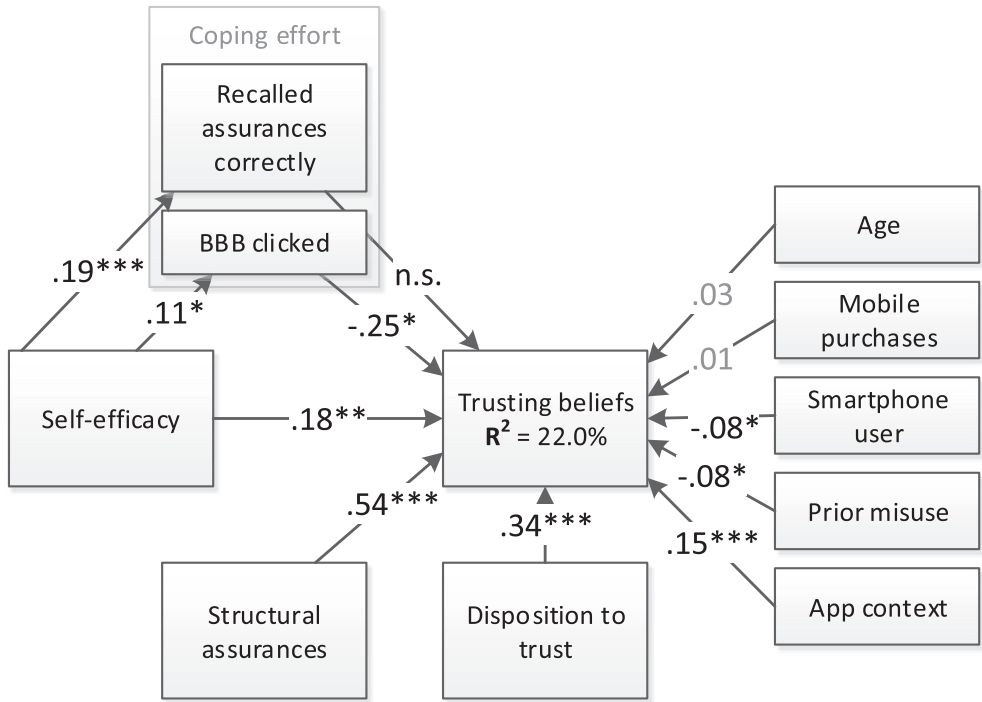 Coping effort
Recalled
assurances
correctly
BBB clicked
.19***
.11*
n.s.
-.25*
Self-efficacy
.18**
Trusting beliefs
R² = 22.0%
.54***
.34***
Structural
assurances
Disposition to
trust
Age
.03
Mobile
purchases
.01
Smartphone
user
-.08*
Prior misuse
-.08*
App context
.15***